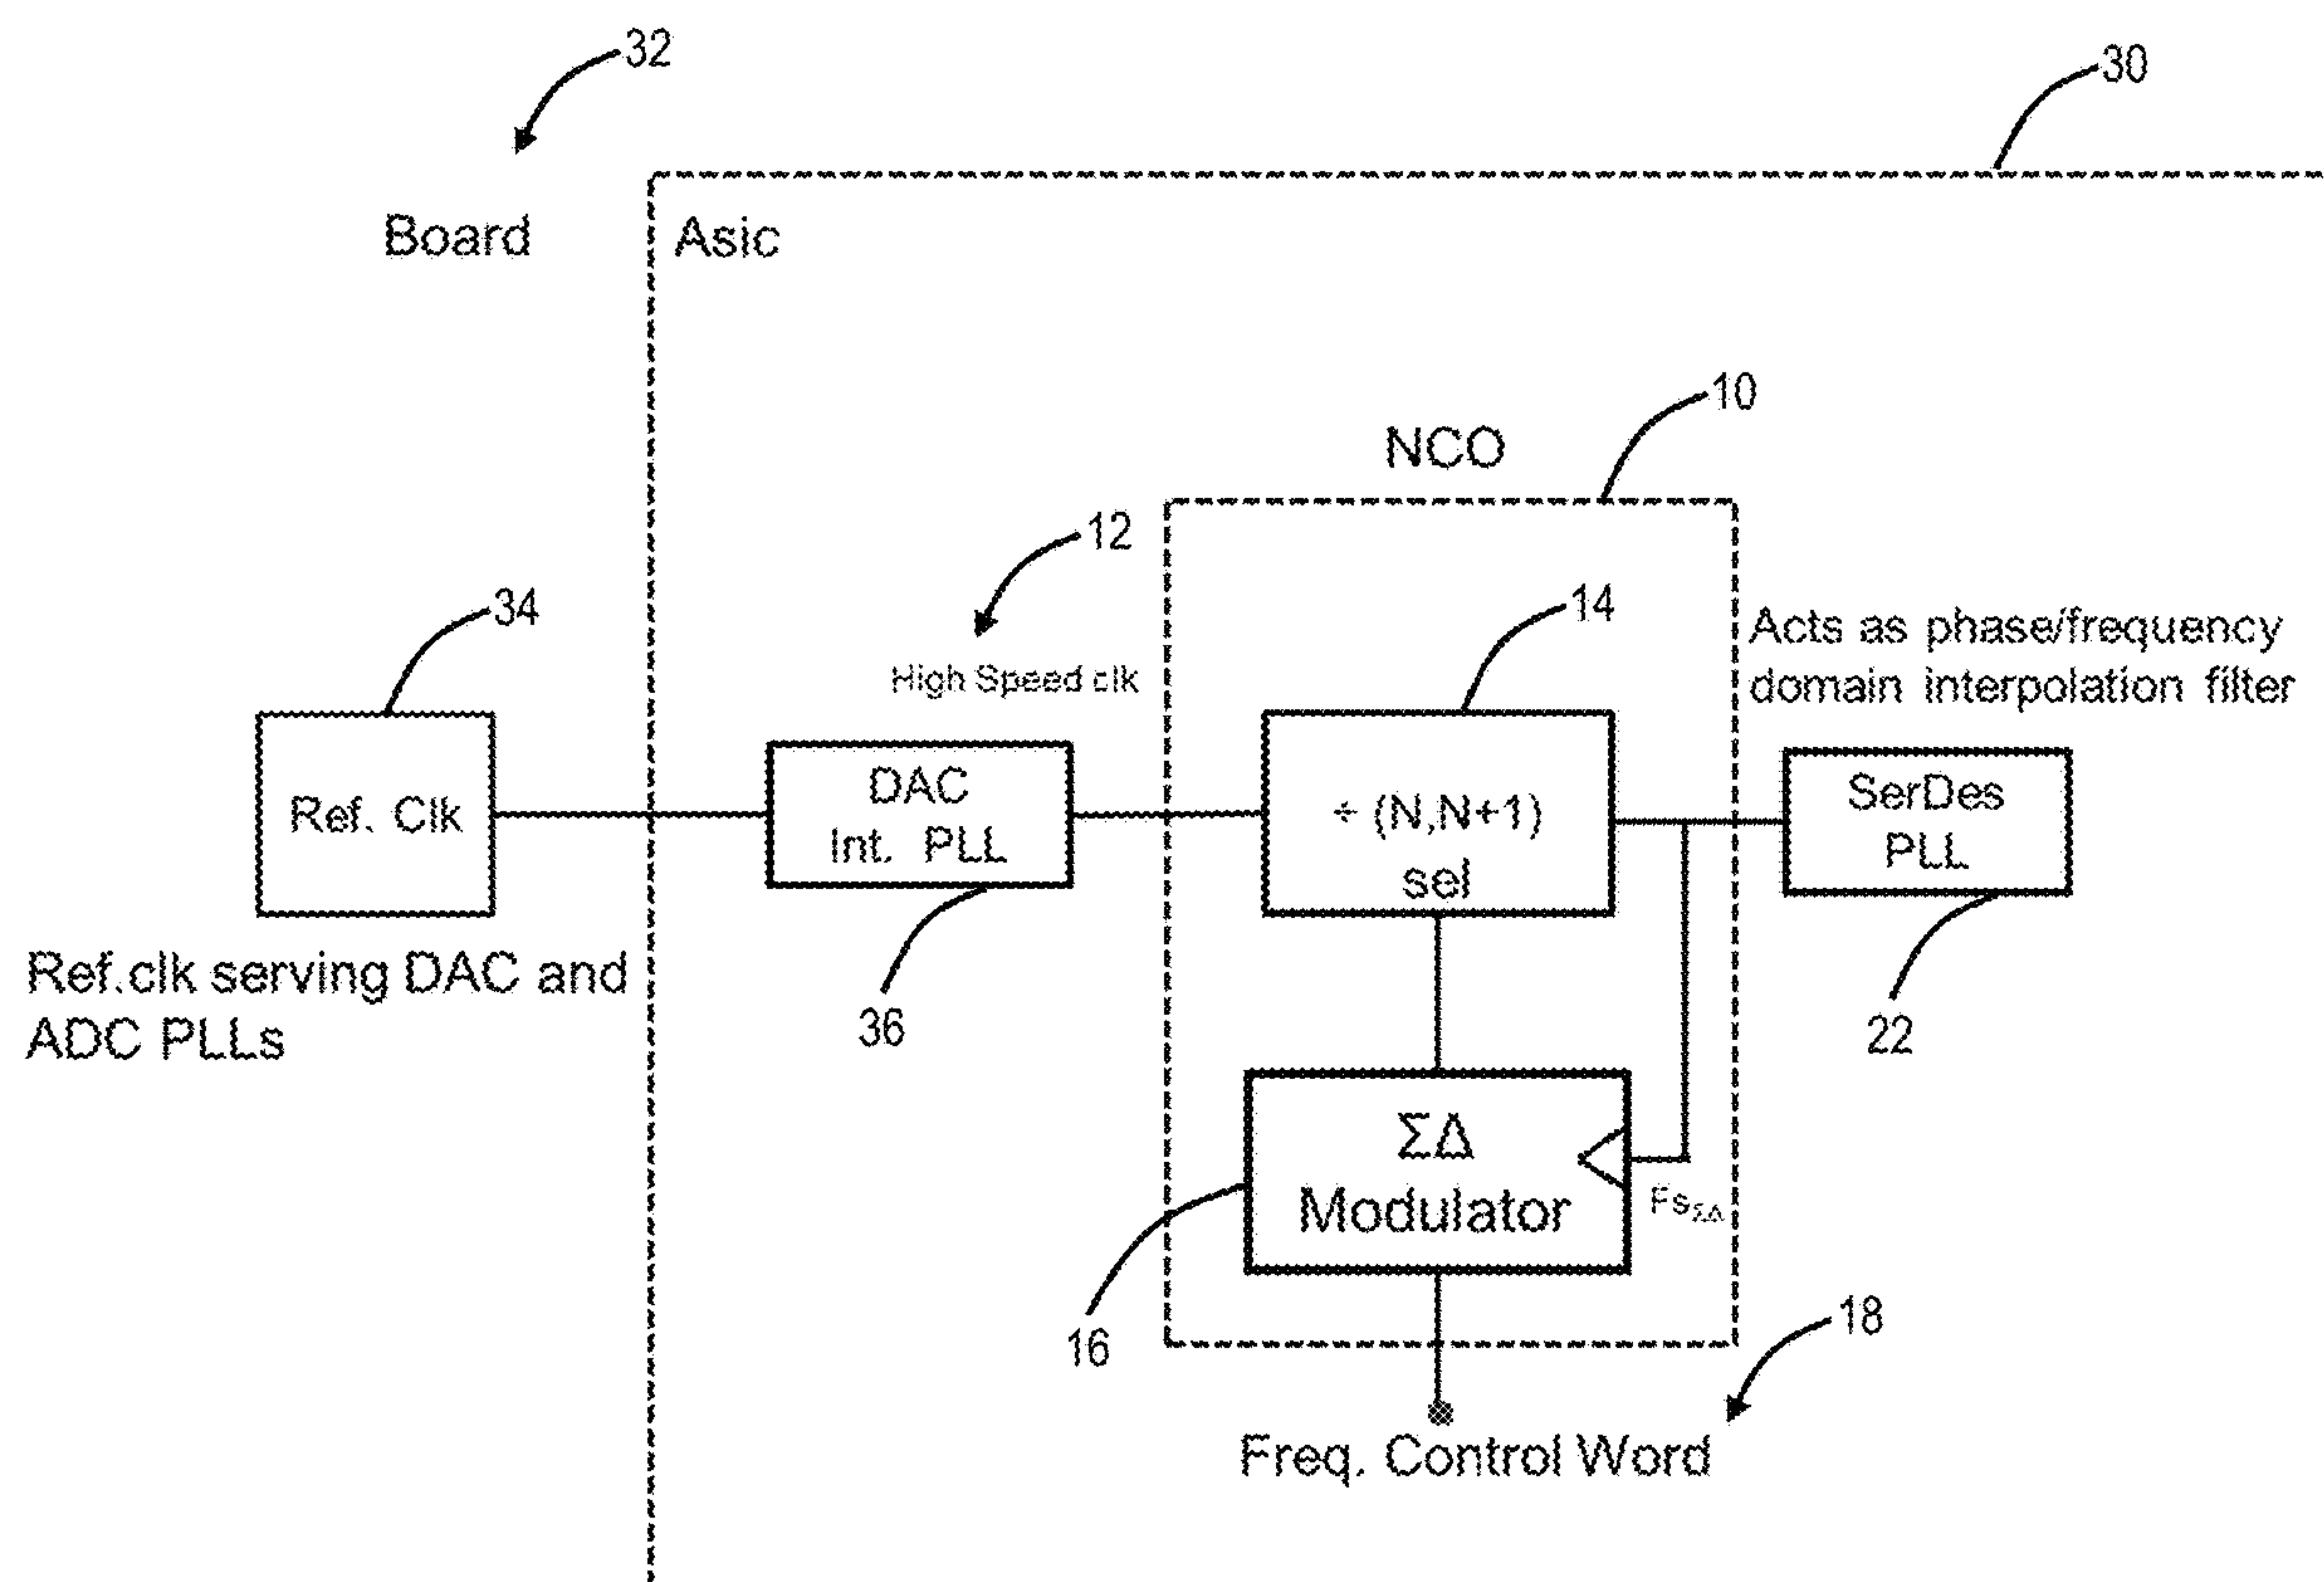 32
30
Board
Asic
10
NCO
12
34
14
Acts as phase/frequency
domain interpolation filter
High Speed clk
Ref. Clk
DAC
Int. PLL
÷ (N,N+1)
sel
SerDes
PLL
Ref.clk serving DAC and
ADC PLLs
36
22
ΣΔ
Modulator
FsΣΔ
16
18
Freq. Control Word